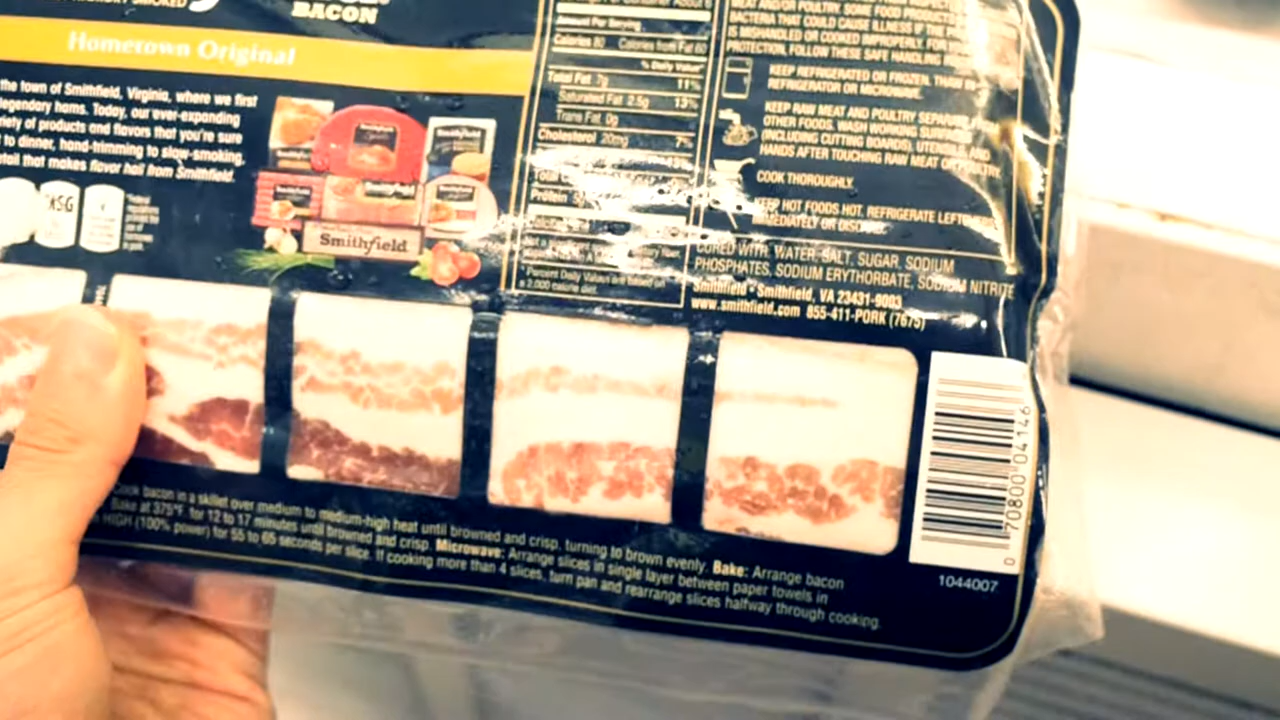 BACON
Hometown Original
the town of Smithfield, Virginia, where we first
legendary hams. Today, our ever-expanding
of products and flavors that you're sure
to dinner, hand-trimming to slow-smoking.
that makes flavor hail from Smithfield.
Smithfield
Amount Per Serving
Calories 80 Calories from Fat 60
% Daily Value*
Total Fat 7g 11%
Saturated Fat 2.5g 13%
Trans Fat 0g
Cholesterol 20mg 7%
Protein
* Percent Daily Values are based on
a 2,000 calorie diet.
MEAT AND/OR POULTRY. SOME FOOD PRODUCTS
BACTERIA THAT COULD CAUSE ILLNESS IF THE
IS MISHANDLED OR COOKED IMPROPERLY. FOR
PROTECTION, FOLLOW THESE SAFE HANDLING
KEEP REFRIGERATED OR FROZEN. THAW IN
REFRIGERATOR OR MICROWAVE.
KEEP RAW MEAT AND POULTRY SEPARATE
OTHER FOODS. WASH WORKING SURFACES
(INCLUDING CUTTING BOARDS), UTENSILS, AND
HANDS AFTER TOUCHING RAW MEAT OR POULTRY.
COOK THOROUGHLY.
KEEP HOT FOODS HOT. REFRIGERATE LEFTOVERS
IMMEDIATELY OR DISCARD.
CURED WITH: WATER, SALT, SUGAR, SODIUM
PHOSPHATES, SODIUM ERYTHORBATE, SODIUM NITRITE
Smithfield • Smithfield, VA 23431-9003
www.smithfield.com 855-411-PORK (7675)
Cook bacon in a skillet over medium to medium-high heat until browned and crisp, turning to brown evenly. Bake: Arrange bacon
Bake at 375°F for 12 to 17 minutes until browned and crisp. Microwave: Arrange slices in single layer between paper towels in
HIGH (100% power) for 55 to 65 seconds per slice. If cooking more than 4 slices, turn pan and rearrange slices halfway through cooking.
0 70800 04146
1044007